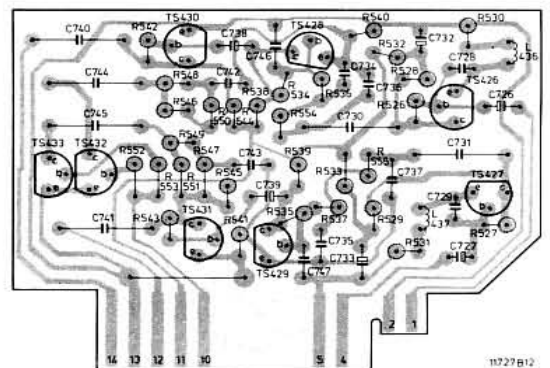 R542 TS430 C738 TS428 R540 C732 R530
C740 C746 R532 C728 L 436
C744 R548 C742 R 534 R536 C734 C736 R528 TS426
R546 R 550 R 544 R538 R554 R526 C726
C745 C730
TS433 TS432 R549 C731
R552 R547 C743 R539 R 555 C737
R 553 R 551 R545 R533 TS427
C739 C729
C741 R543 TS431 R541 R535 R537 R529 L 437 R527
C735 R531 C727
TS429 C747 C733
14 13 12 11 10 5 4 2 1
11727B12